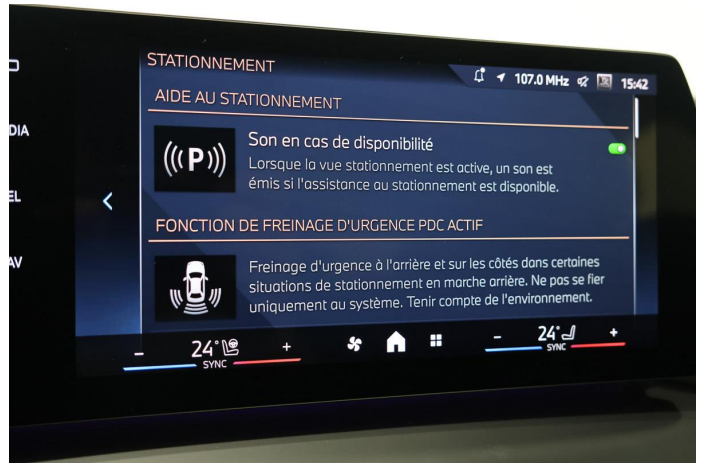 STATIONNEMENT
107.0 MHz
15:42
AIDE AU STATIONNEMENT
DIA
((( P )))
Son en cas de disponibilité
Lorsque la vue stationnement est active, un son est
émis si l'assistance au stationnement est disponible.
EL
FONCTION DE FREINAGE D'URGENCE PDC ACTIF
AV
Freinage d'urgence à l'arrière et sur les côtés dans certaines
situations de stationnement en marche arrière. Ne pas se fier
uniquement au système. Tenir compte de l'environnement.
- 24° +
SYNC
- 24° +
SYNC